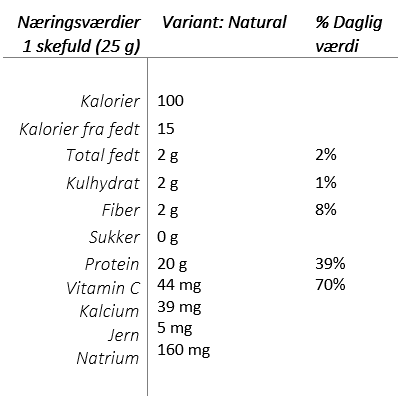 Næringsværdier Variant: Natural % Daglig
1 skefuld (25 g) værdi
Kalorier 100
Kalorier fra fedt 15
Total fedt 2 g 2%
Kulhydrat 2 g 1%
Fiber 2 g 8%
Sukker 0 g
Protein 20 g 39%
Vitamin C 44 mg 70%
Kalcium 39 mg
Jern 5 mg
Natrium 160 mg